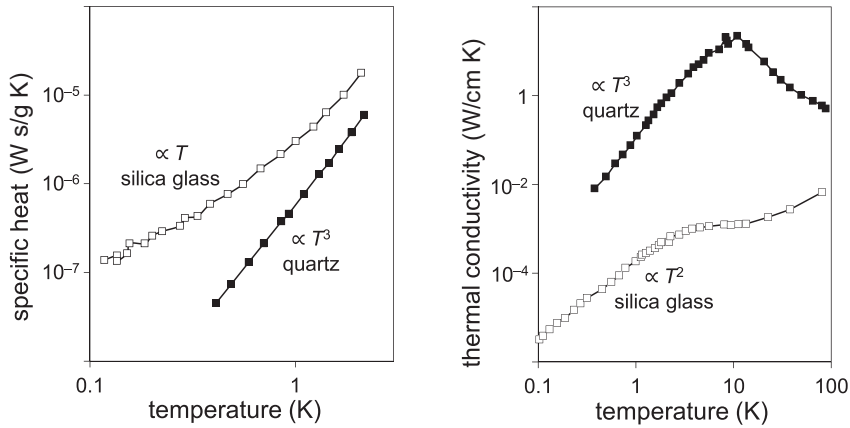 specific heat (W s/g K)
10⁻⁵
10⁻⁶
10⁻⁷
∝ T
silica glass
∝ T³
quartz
0.1
1
temperature (K)
thermal conductivity (W/cm K)
1
10⁻²
10⁻⁴
∝ T³
quartz
∝ T²
silica glass
0.1
1
10
100
temperature (K)